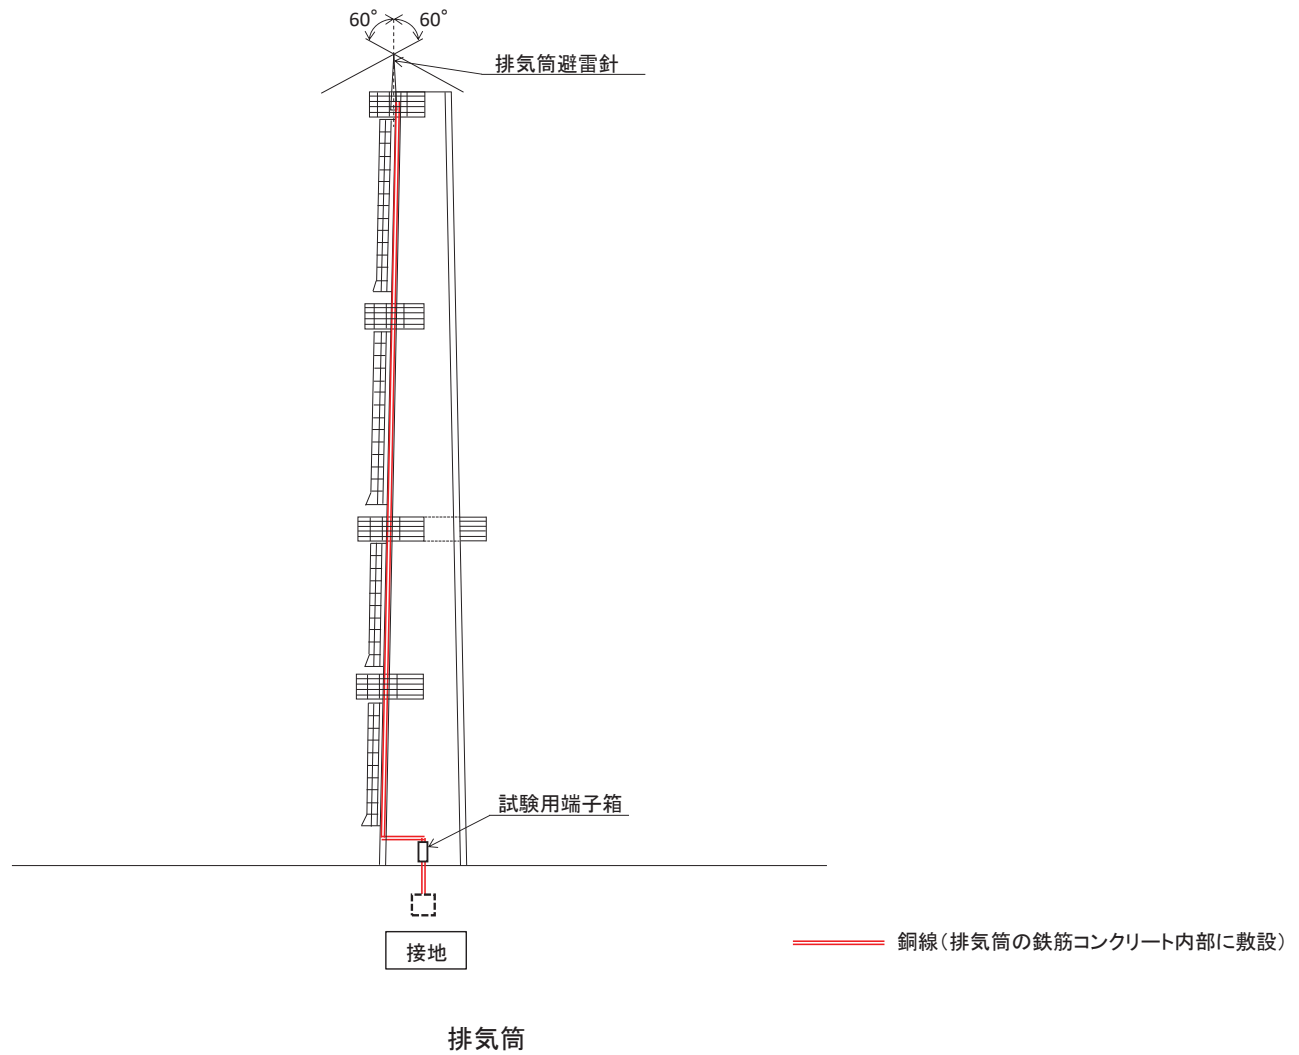 60° 60°
排気筒避雷針
試験用端子箱
接地
銅線(排気筒の鉄筋コンクリート内部に敷設)
排気筒